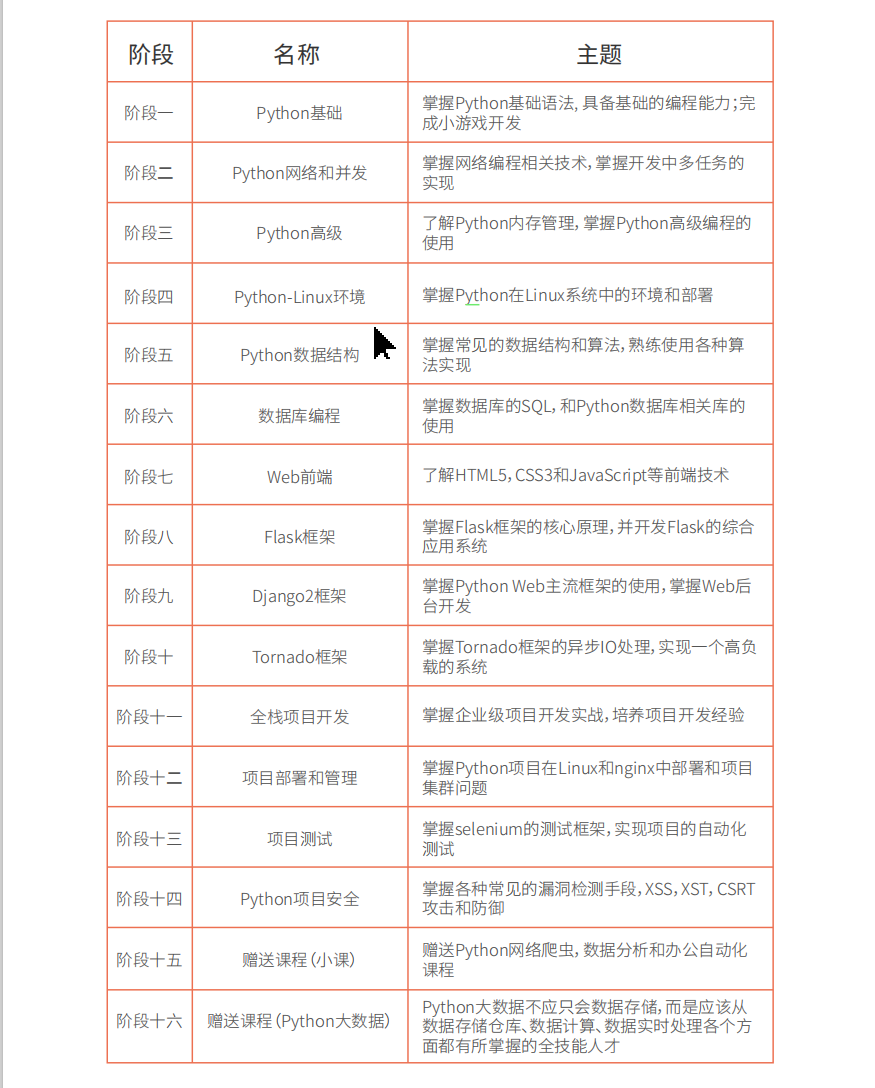 阶段 名称 主题
阶段一 Python基础 掌握Python基础语法, 具备基础的编程能力；完
成小游戏开发
阶段二 Python网络和并发 掌握网络编程相关技术，掌握开发中多任务的
实现
阶段三 Python高级 了解Python内存管理，掌握Python高级编程的
使用
阶段四 Python-Linux环境 掌握Python在Linux系统中的环境和部署
阶段五 Python数据结构 掌握常见的数据结构和算法，熟练使用各种算
法实现
阶段六 数据库编程 掌握数据库的SQL，和Python数据库相关库的
使用
阶段七 Web前端 了解HTML5，CSS3和JavaScript等前端技术
阶段八 Flask框架 掌握Flask框架的核心原理，并开发Flask的综合
应用系统
阶段九 Django2框架 掌握Python Web主流框架的使用，掌握Web后
台开发
阶段十 Tornado框架 掌握Tornado框架的异步IO处理，实现一个高负
载的系统
阶段十一 全栈项目开发 掌握企业级项目开发实战，培养项目开发经验
阶段十二 项目部署和管理 掌握Python项目在Linux和nginx中部署和项目
集群问题
阶段十三 项目测试 掌握selenium的测试框架，实现项目的自动化
测试
阶段十四 Python项目安全 掌握各种常见的漏洞检测手段，XSS，XST，CSRT
攻击和防御
阶段十五 赠送课程（小课） 赠送Python网络爬虫，数据分析和办公自动化
课程
阶段十六 赠送课程（Python大数据） Python大数据不应只会数据存储，而是应该从
数据存储仓库、数据计算、数据实时处理各个方
面都有所掌握的全技能人才